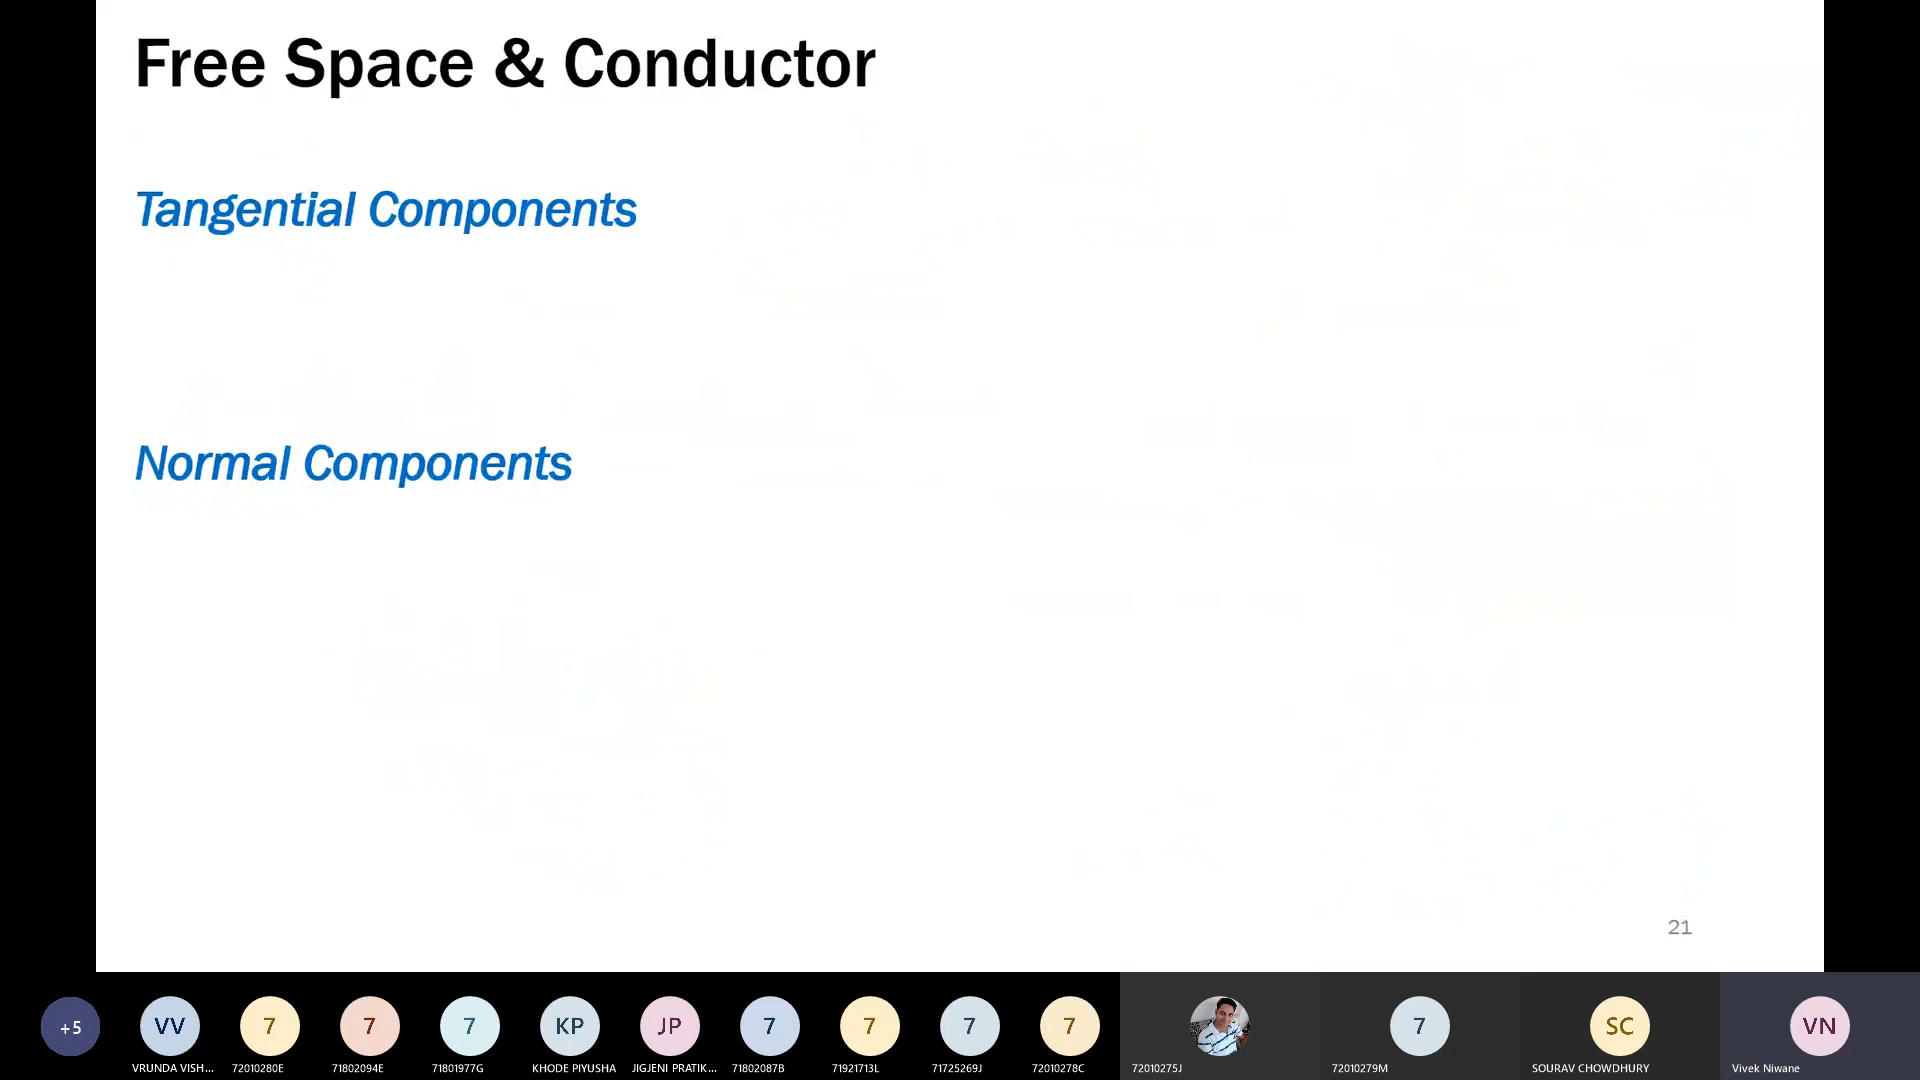 Free Space & Conductor
Tangential Components
Normal Components
21
+5
VV
7
7
7
KP
JP
7
7
7
7
7
SC
VN
VRUNDA VISH...
72010280E
71802094E
71801977G
KHODE PIYUSHA
JIGJENI PRATIK...
71802087B
71921713L
71725269J
72010278C
72010275J
72010279M
SOURAV CHOWDHURY
Vivek Niwane